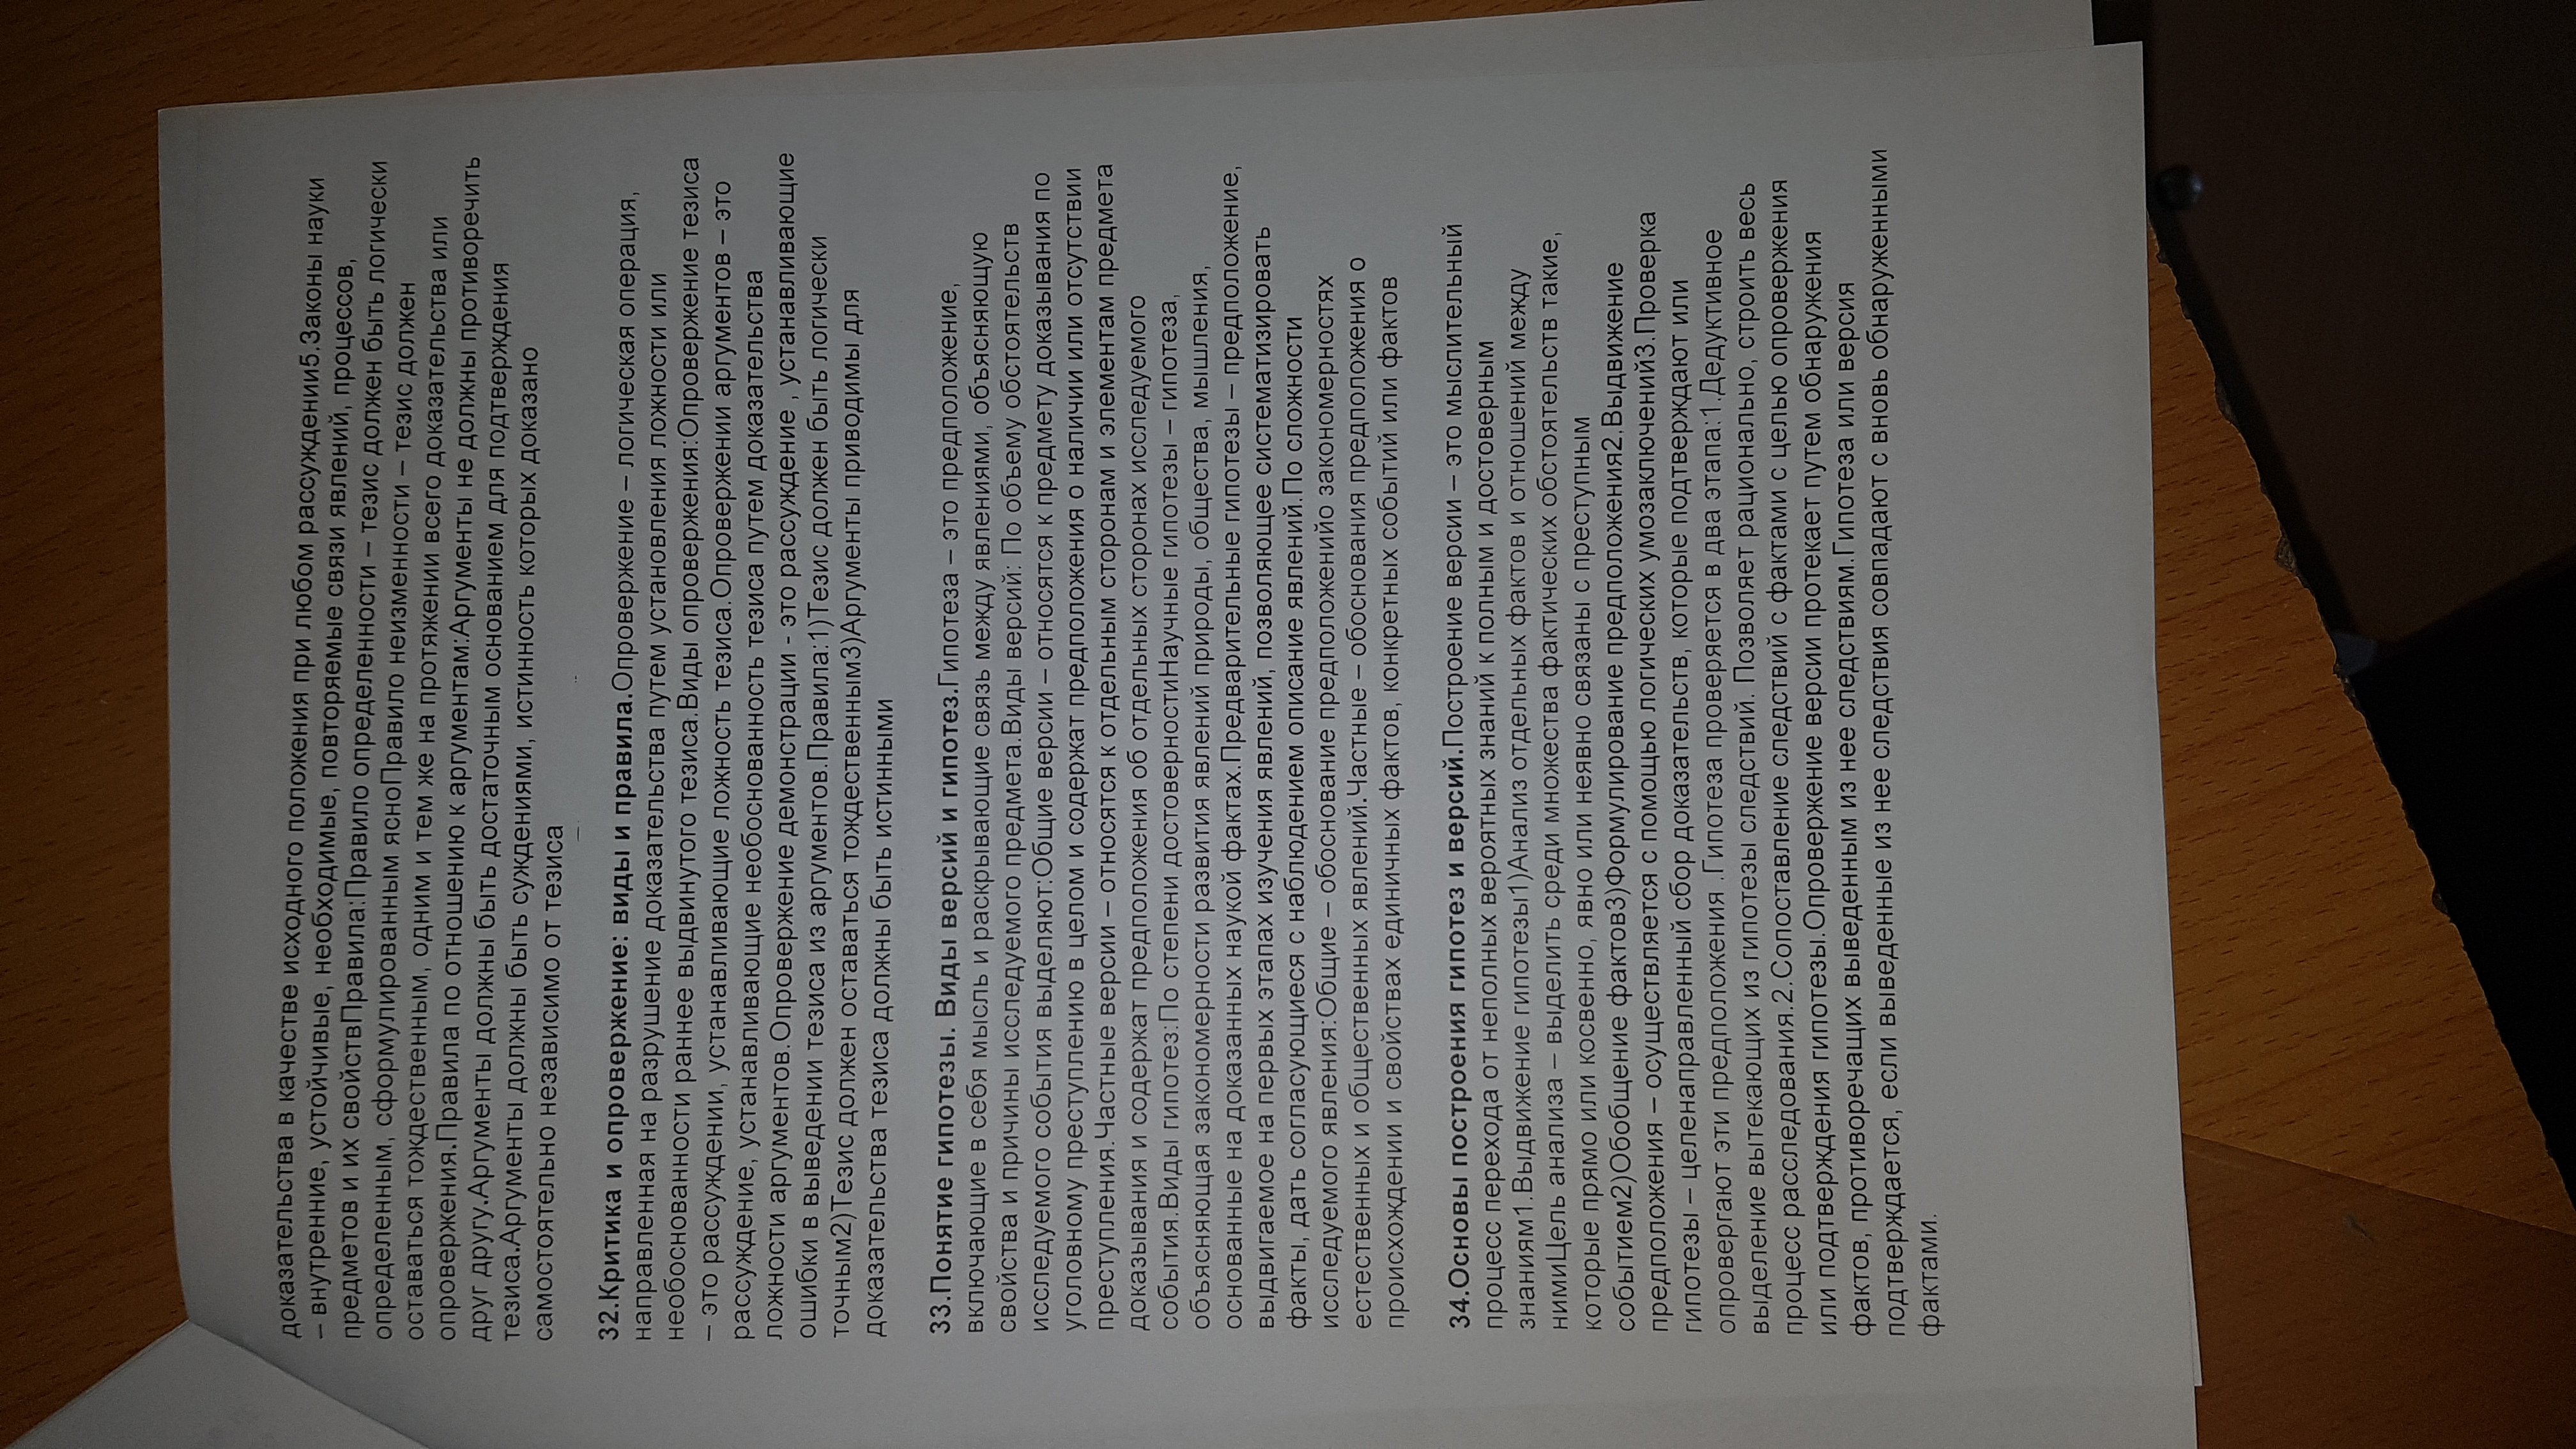 доказательства в качестве исходного положения при любом рассуждении5.Законы науки
– внутренние, устойчивые, необходимые, повторяемые связи явлений, процессов,
предметов и их свойствПравила:Правило определенности – тезис должен быть логически
определенным, сформулированным ясноПравило неизменности – тезис должен
оставаться тождественным, одним и тем же на протяжении всего доказательства или
опровержения.Правила по отношению к аргументам:Аргументы не должны противоречить
друг другу.Аргументы должны быть достаточным основанием для подтверждения
тезиса.Аргументы должны быть суждениями, истинность которых доказано
самостоятельно независимо от тезиса
32.Критика и опровержение: виды и правила.Опровержение – логическая операция,
направленная на разрушение доказательства путем установления ложности или
необоснованности раннее выдвинутого тезиса.Виды опровержения:Опровержение тезиса
– это рассуждении, устанавливающие ложность тезиса.Опровержении аргументов – это
рассуждение, устанавливающие необоснованность тезиса путем доказательства
ложности аргументов.Опровержение демонстрации - это рассуждение , устанавливающие
ошибки в выведении тезиса из аргументов.Правила:1)Тезис должен быть логически
точным2)Тезис должен оставаться тождественным3)Аргументы приводимы для
доказательства тезиса должны быть истинными
33.Понятие гипотезы. Виды версий и гипотез.Гипотеза – это предположение,
включающие в себя мысль и раскрывающие связь между явлениями, объясняющую
свойства и причины исследуемого предмета.Виды версий: По объему обстоятельств
исследуемого события выделяют:Общие версии – относятся к предмету доказывания по
уголовному преступлению в целом и содержат предположения о наличии или отсутствии
преступления.Частные версии – относятся к отдельным сторонам и элементам предмета
доказывания и содержат предположения об отдельных сторонах исследуемого
события.Виды гипотез:По степени достоверностиНаучные гипотезы – гипотеза,
объясняющая закономерности развития явлений природы, общества, мышления,
основанные на доказанных наукой фактах.Предварительные гипотезы – предположение,
выдвигаемое на первых этапах изучения явлений, позволяющее систематизировать
факты, дать согласующиеся с наблюдением описание явлений.По сложности
исследуемого явления:Общие – обоснование предположенийо закономерностях
естественных и общественных явлений.Частные – обоснования предположения о
происхождении и свойствах единичных фактов, конкретных событий или фактов
34.Основы построения гипотез и версий.Построение версии – это мыслительный
процесс перехода от неполных вероятных знаний к полным и достоверным
знаниям1.Выдвижение гипотезы1)Анализ отдельных фактов и отношений между
нимиЦель анализа – выделить среди множества фактических обстоятельств такие,
которые прямо или косвенно, явно или неявно связаны с преступным
событием2)Обобщение фактов3)Формулирование предположения2.Выдвижение
предположения – осуществляется с помощью логических умозаключений3.Проверка
гипотезы – целенаправленный сбор доказательств, которые подтверждают или
опровергают эти предположения .Гипотеза проверяется в два этапа:1.Дедуктивное
выделение вытекающих из гипотезы следствий. Позволяет рационально, строить весь
процесс расследования.2.Сопоставление следствий с фактами с целью опровержения
или подтверждения гипотезы.Опровержение версии протекает путем обнаружения
фактов, противоречащих выведенным из нее следствиям.Гипотеза или версия
подтверждается, если выведенные из нее следствия совпадают с вновь обнаруженными
фактами.